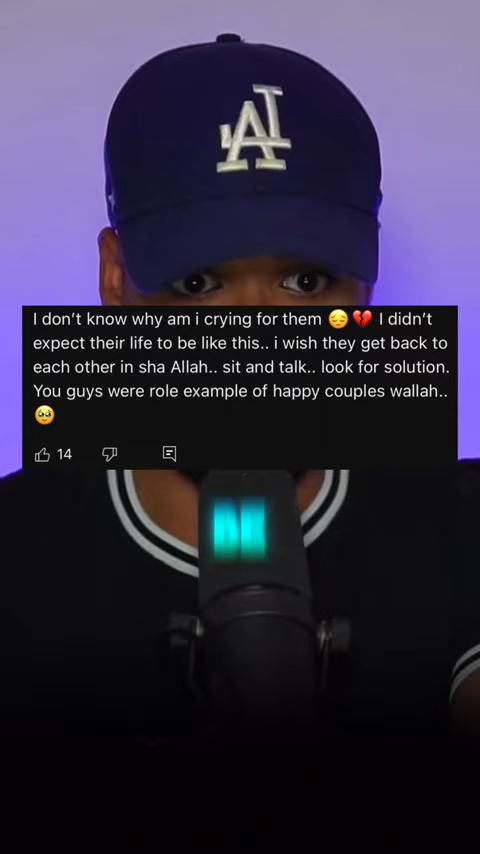 LA
I don't know why am i crying for them 😔💔 I didn't
expect their life to be like this.. i wish they get back to
each other in sha Allah.. sit and talk.. look for solution.
You guys were role example of happy couples wallah..
🥹
14